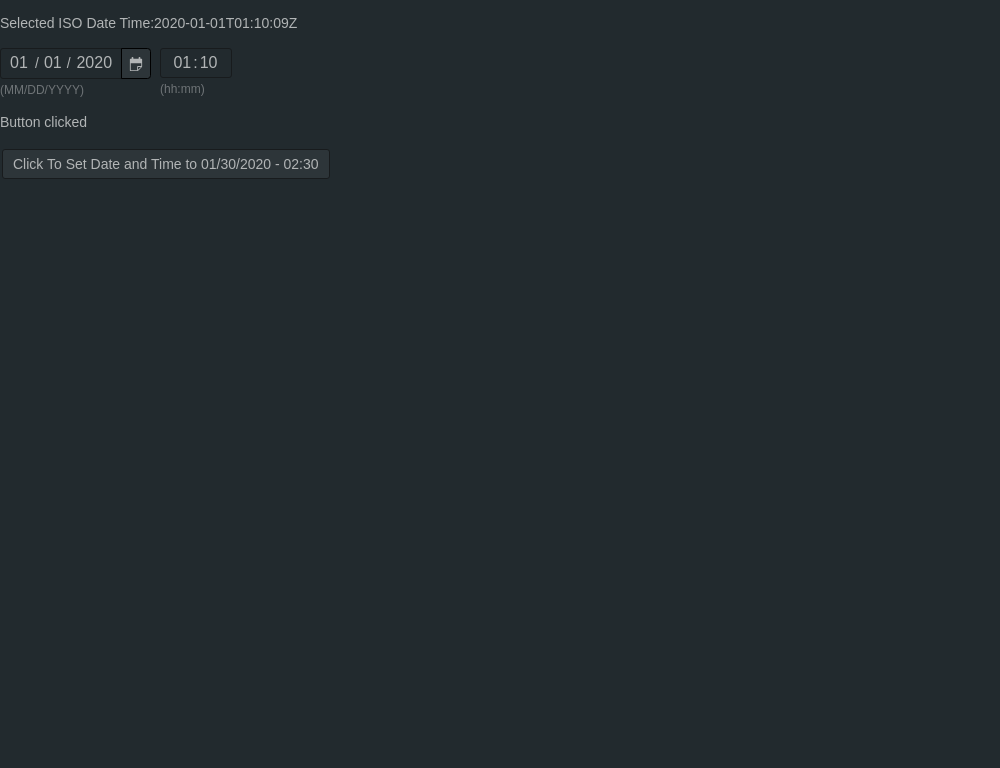 Selected ISO Date Time:2020-01-01T01:10:09Z
01 / 01 / 2020 01:10
(MM/DD/YYYY) (hh:mm)
Button clicked
Click To Set Date and Time to 01/30/2020 - 02:30